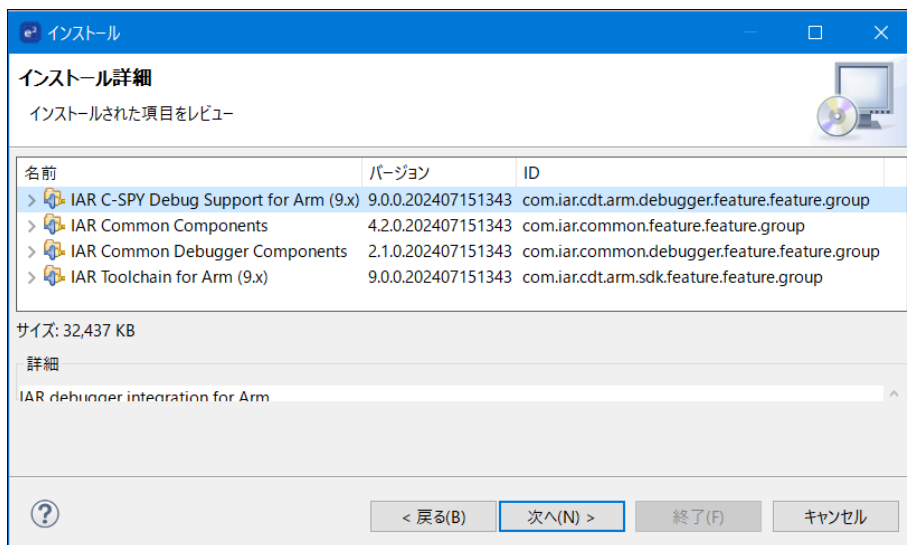 e² インストール
インストール詳細
インストールされた項目をレビュー
名前 バージョン ID
IAR C-SPY Debug Support for Arm (9.x) 9.0.0.202407151343 com.iar.cdt.arm.debugger.feature.feature.group
IAR Common Components 4.2.0.202407151343 com.iar.common.feature.feature.group
IAR Common Debugger Components 2.1.0.202407151343 com.iar.common.debugger.feature.feature.group
IAR Toolchain for Arm (9.x) 9.0.0.202407151343 com.iar.cdt.arm.sdk.feature.feature.group
サイズ: 32,437 KB
詳細
IAR debugger integration for Arm
? < 戻る(B) 次へ(N) > 終了(F) キャンセル